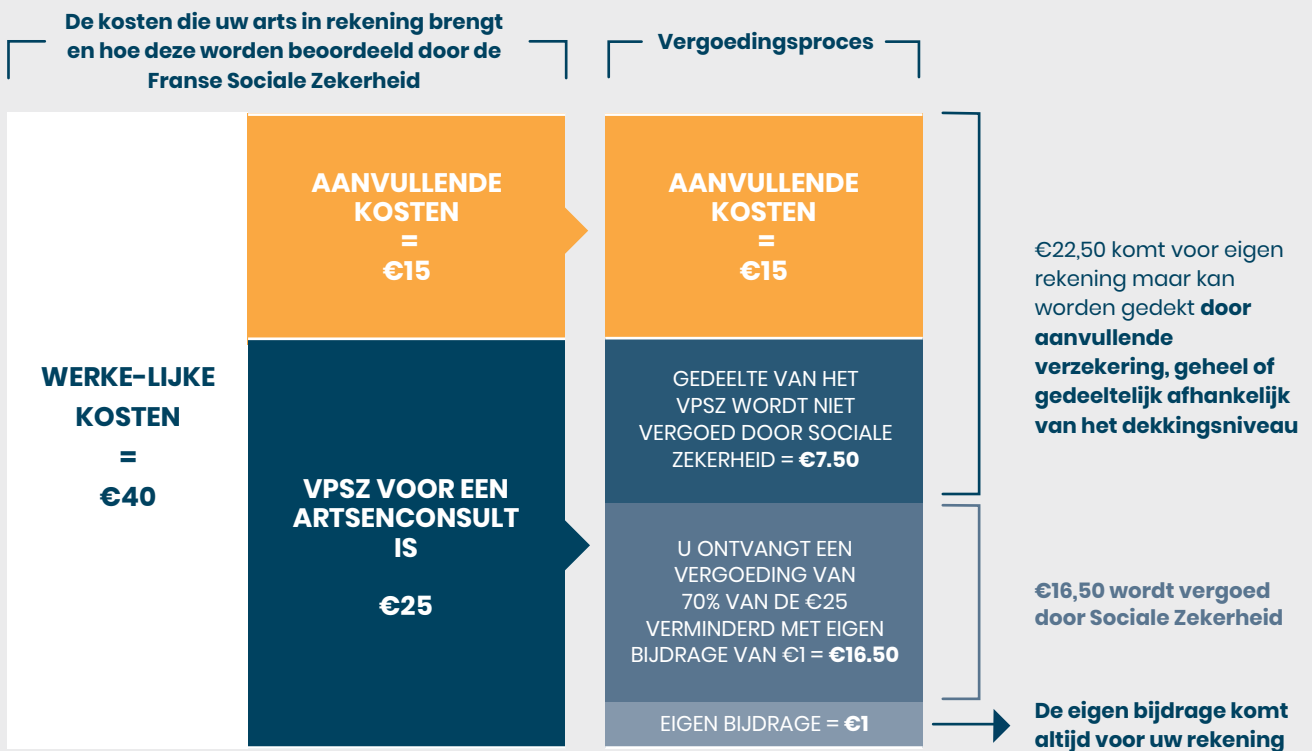 De kosten die uw arts in rekening brengt
en hoe deze worden beoordeeld door de
Franse Sociale Zekerheid
Vergoedingsproces
WERKE-LIJKE
KOSTEN
=
€40
AANVULLENDE
KOSTEN
=
€15
VPSZ VOOR EEN
ARTSENCONSULT
IS
€25
AANVULLENDE
KOSTEN
=
€15
GEDEELTE VAN HET
VPSZ WORDT NIET
VERGOED DOOR SOCIALE
ZEKERHEID = €7.50
U ONTVANGT EEN
VERGOEDING VAN
70% VAN DE €25
VERMINDERD MET EIGEN
BIJDRAGE VAN €1 = €16.50
EIGEN BIJDRAGE = €1
€22,50 komt voor eigen
rekening maar kan
worden gedekt door
aanvullende
verzekering, geheel of
gedeeltelijk afhankelijk
van het dekkingsniveau
€16,50 wordt vergoed
door Sociale Zekerheid
De eigen bijdrage komt
altijd voor uw rekening